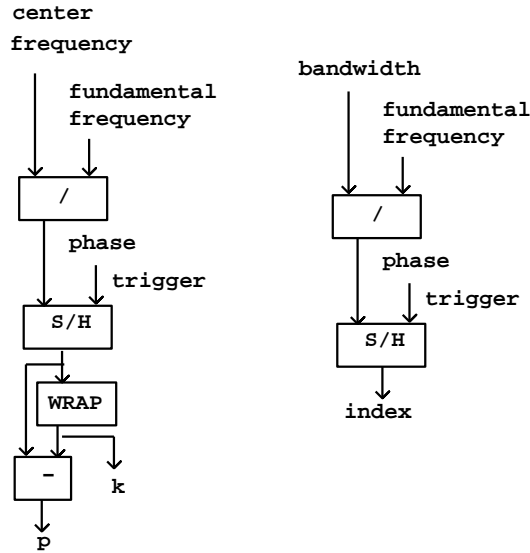 center
frequency
fundamental
frequency
/
phase
trigger
S/H
WRAP
-
k
p
bandwidth
fundamental
frequency
/
phase
trigger
S/H
index